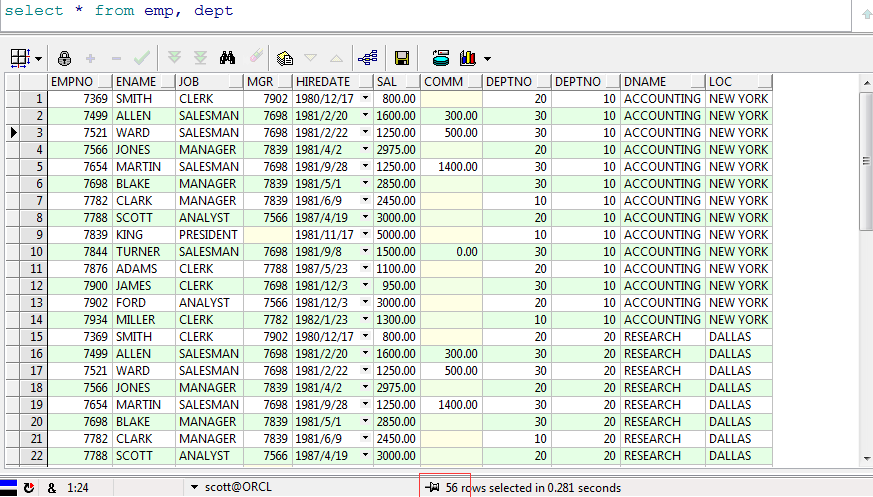 select * from emp, dept
EMPNO ENAME JOB MGR HIREDATE SAL COMM DEPTNO DEPTNO DNAME LOC
1 7369 SMITH CLERK 7902 1980/12/17 800.00 20 10 ACCOUNTING NEW YORK
2 7499 ALLEN SALESMAN 7698 1981/2/20 1600.00 300.00 30 10 ACCOUNTING NEW YORK
3 7521 WARD SALESMAN 7698 1981/2/22 1250.00 500.00 30 10 ACCOUNTING NEW YORK
4 7566 JONES MANAGER 7839 1981/4/2 2975.00 20 10 ACCOUNTING NEW YORK
5 7654 MARTIN SALESMAN 7698 1981/9/28 1250.00 1400.00 30 10 ACCOUNTING NEW YORK
6 7698 BLAKE MANAGER 7839 1981/5/1 2850.00 30 10 ACCOUNTING NEW YORK
7 7782 CLARK MANAGER 7839 1981/6/9 2450.00 10 10 ACCOUNTING NEW YORK
8 7788 SCOTT ANALYST 7566 1987/4/19 3000.00 20 10 ACCOUNTING NEW YORK
9 7839 KING PRESIDENT 1981/11/17 5000.00 10 10 ACCOUNTING NEW YORK
10 7844 TURNER SALESMAN 7698 1981/9/8 1500.00 0.00 30 10 ACCOUNTING NEW YORK
11 7876 ADAMS CLERK 7788 1987/5/23 1100.00 20 10 ACCOUNTING NEW YORK
12 7900 JAMES CLERK 7698 1981/12/3 950.00 30 10 ACCOUNTING NEW YORK
13 7902 FORD ANALYST 7566 1981/12/3 3000.00 20 10 ACCOUNTING NEW YORK
14 7934 MILLER CLERK 7782 1982/1/23 1300.00 10 10 ACCOUNTING NEW YORK
15 7369 SMITH CLERK 7902 1980/12/17 800.00 20 20 RESEARCH DALLAS
16 7499 ALLEN SALESMAN 7698 1981/2/20 1600.00 300.00 30 20 RESEARCH DALLAS
17 7521 WARD SALESMAN 7698 1981/2/22 1250.00 500.00 30 20 RESEARCH DALLAS
18 7566 JONES MANAGER 7839 1981/4/2 2975.00 20 20 RESEARCH DALLAS
19 7654 MARTIN SALESMAN 7698 1981/9/28 1250.00 1400.00 30 20 RESEARCH DALLAS
20 7698 BLAKE MANAGER 7839 1981/5/1 2850.00 30 20 RESEARCH DALLAS
21 7782 CLARK MANAGER 7839 1981/6/9 2450.00 10 20 RESEARCH DALLAS
22 7788 SCOTT ANALYST 7566 1987/4/19 3000.00 20 20 RESEARCH DALLAS
& 1:24 scott@ORCL 56 rows selected in 0.281 seconds